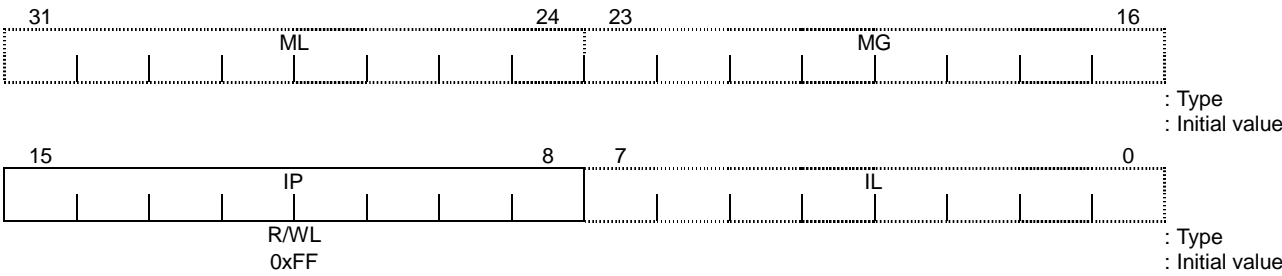 31 24 23 16
ML MG
: Type
: Initial value
15 8 7 0
IP IL
R/WL : Type
0xFF : Initial value